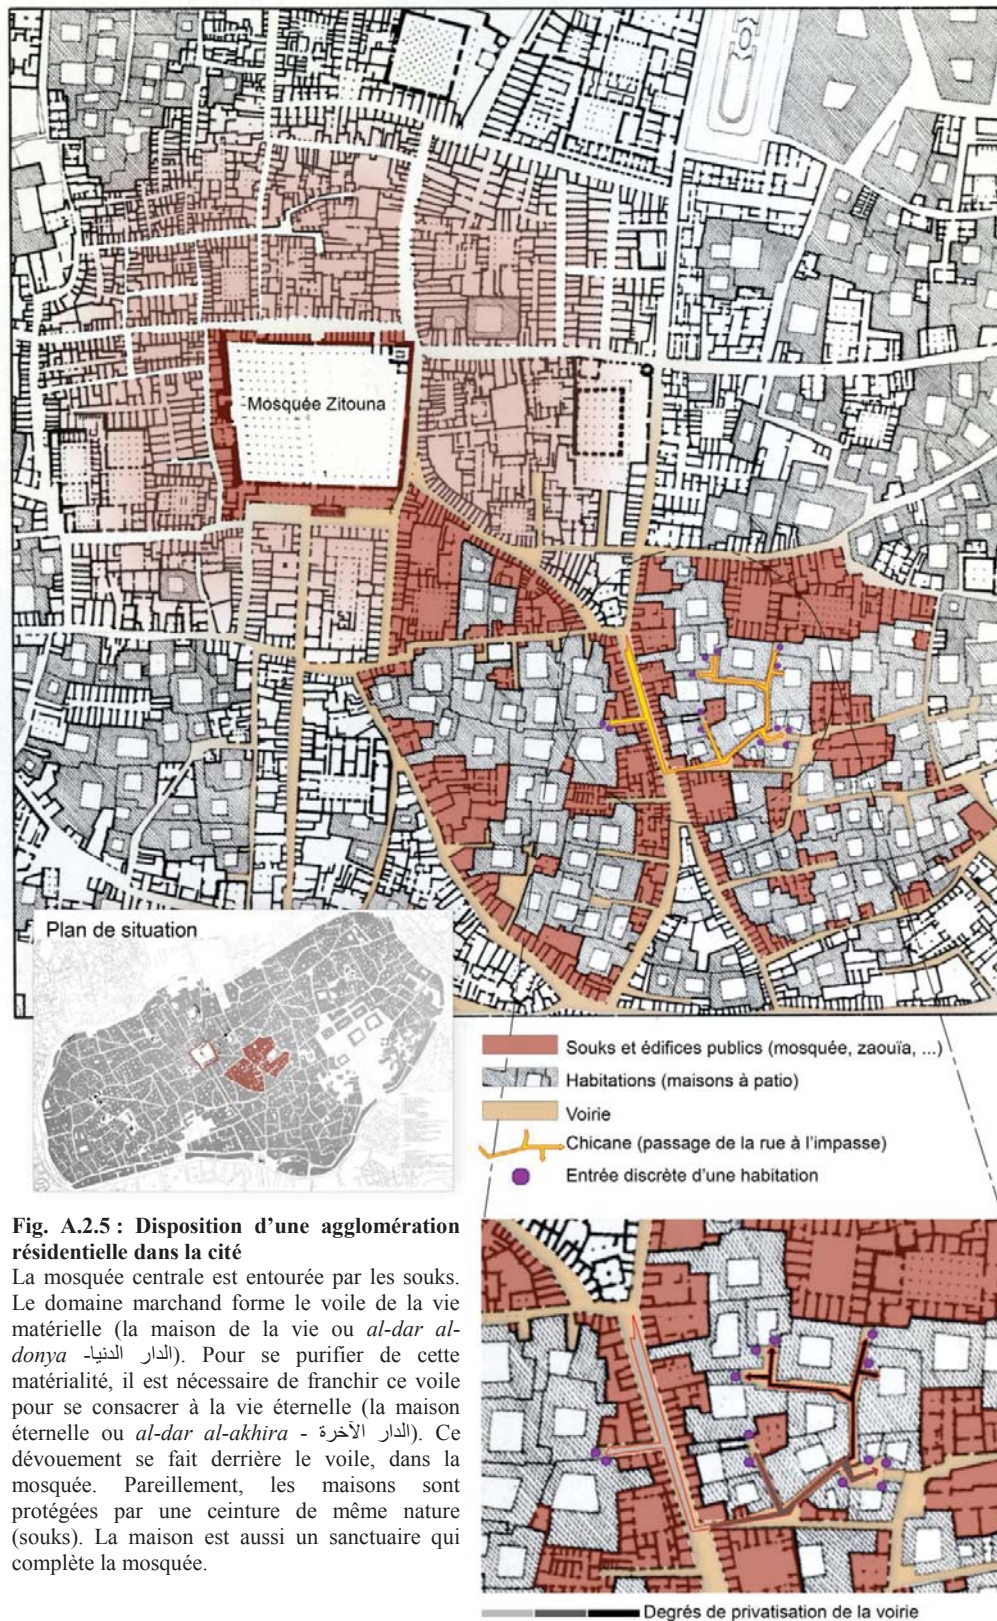 Mosquée Zitouna
Plan de situation
Souks et édifices publics (mosquée, zaouïa, ...)
Habitations (maisons à patio)
Voirie
Chicane (passage de la rue à l'impasse)
Entrée discrète d'une habitation
Fig. A.2.5 : Disposition d'une agglomération
résidentielle dans la cité
La mosquée centrale est entourée par les souks.
Le domaine marchand forme le voile de la vie
matérielle (la maison de la vie ou al-dar al-
donya -الدار الدنيا). Pour se purifier de cette
matérialité, il est nécessaire de franchir ce voile
pour se consacrer à la vie éternelle (la maison
éternelle ou al-dar al-akhira - الدار الآخرة). Ce
dévouement se fait derrière le voile, dans la
mosquée. Pareillement, les maisons sont
protégées par une ceinture de même nature
(souks). La maison est aussi un sanctuaire qui
complète la mosquée.
Degrés de privatisation de la voirie